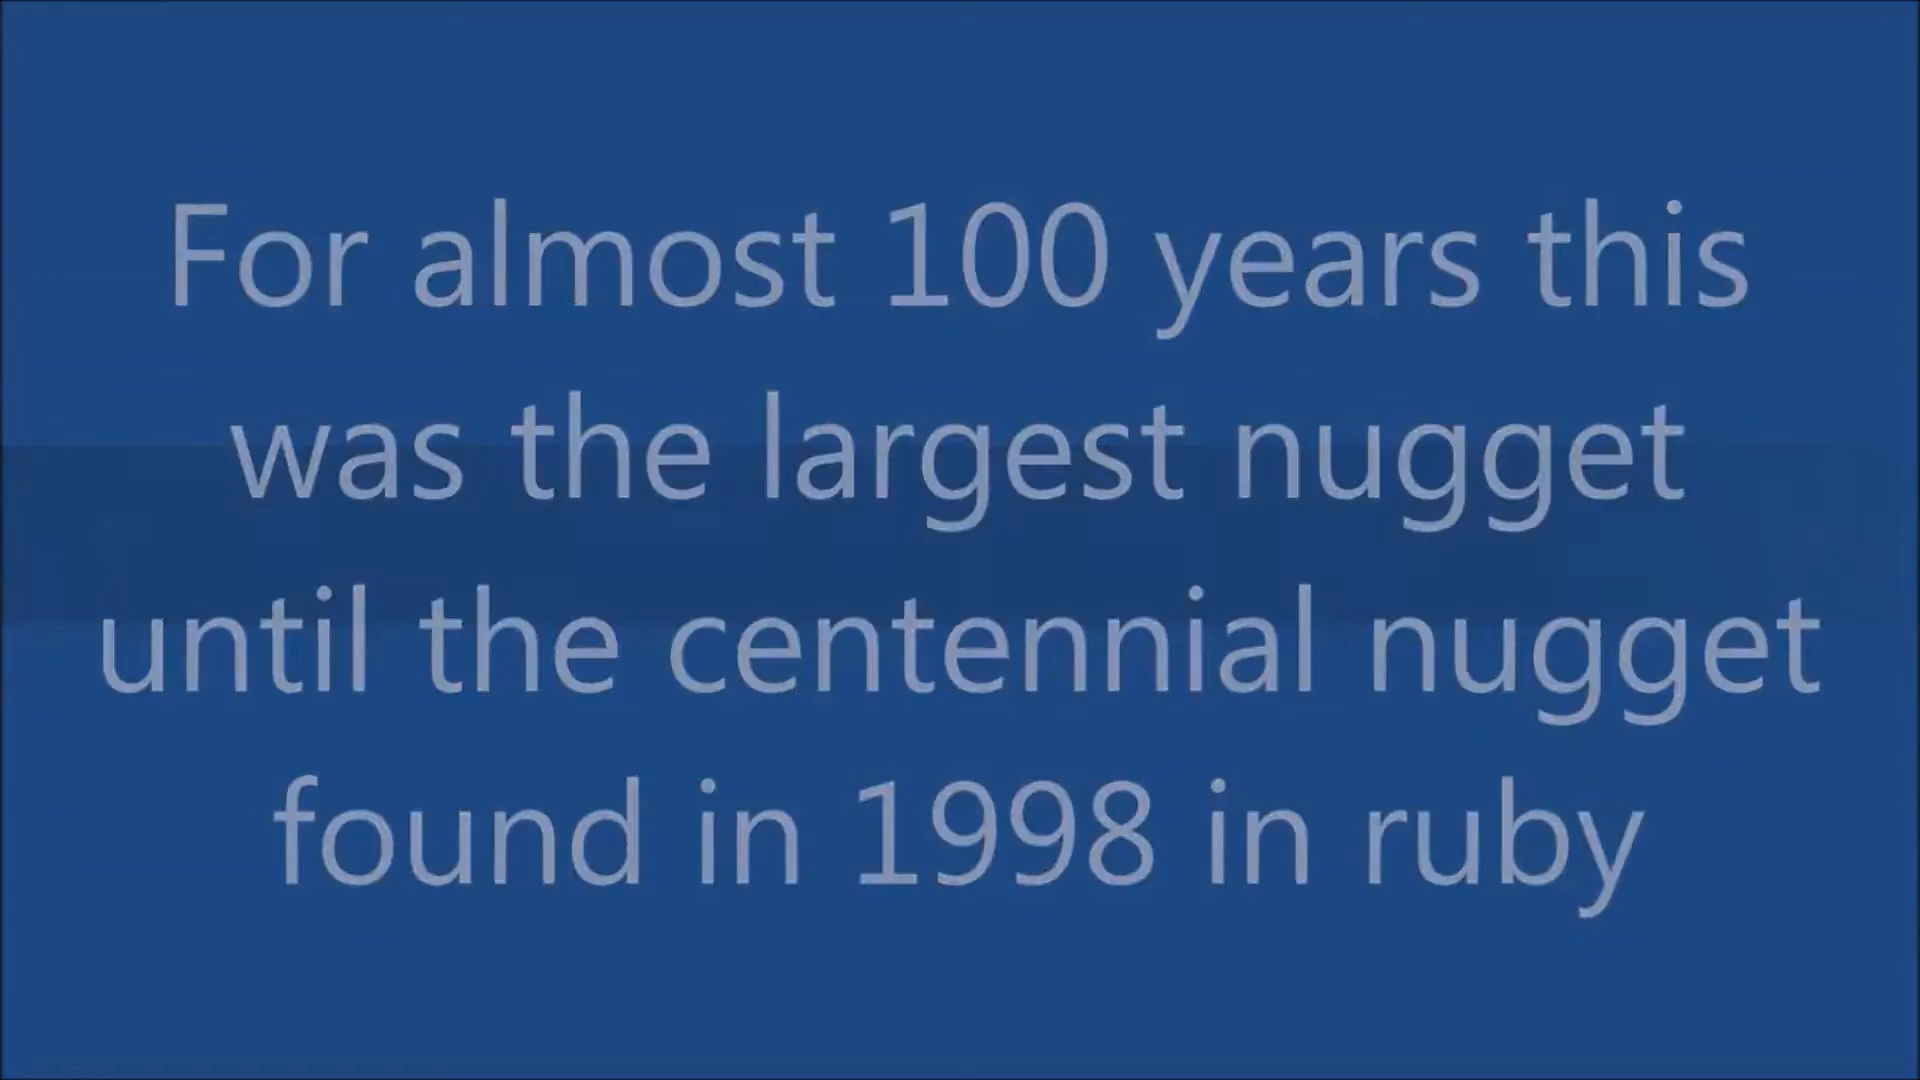 For almost 100 years this
was the largest nugget
until the centennial nugget
found in 1998 in ruby